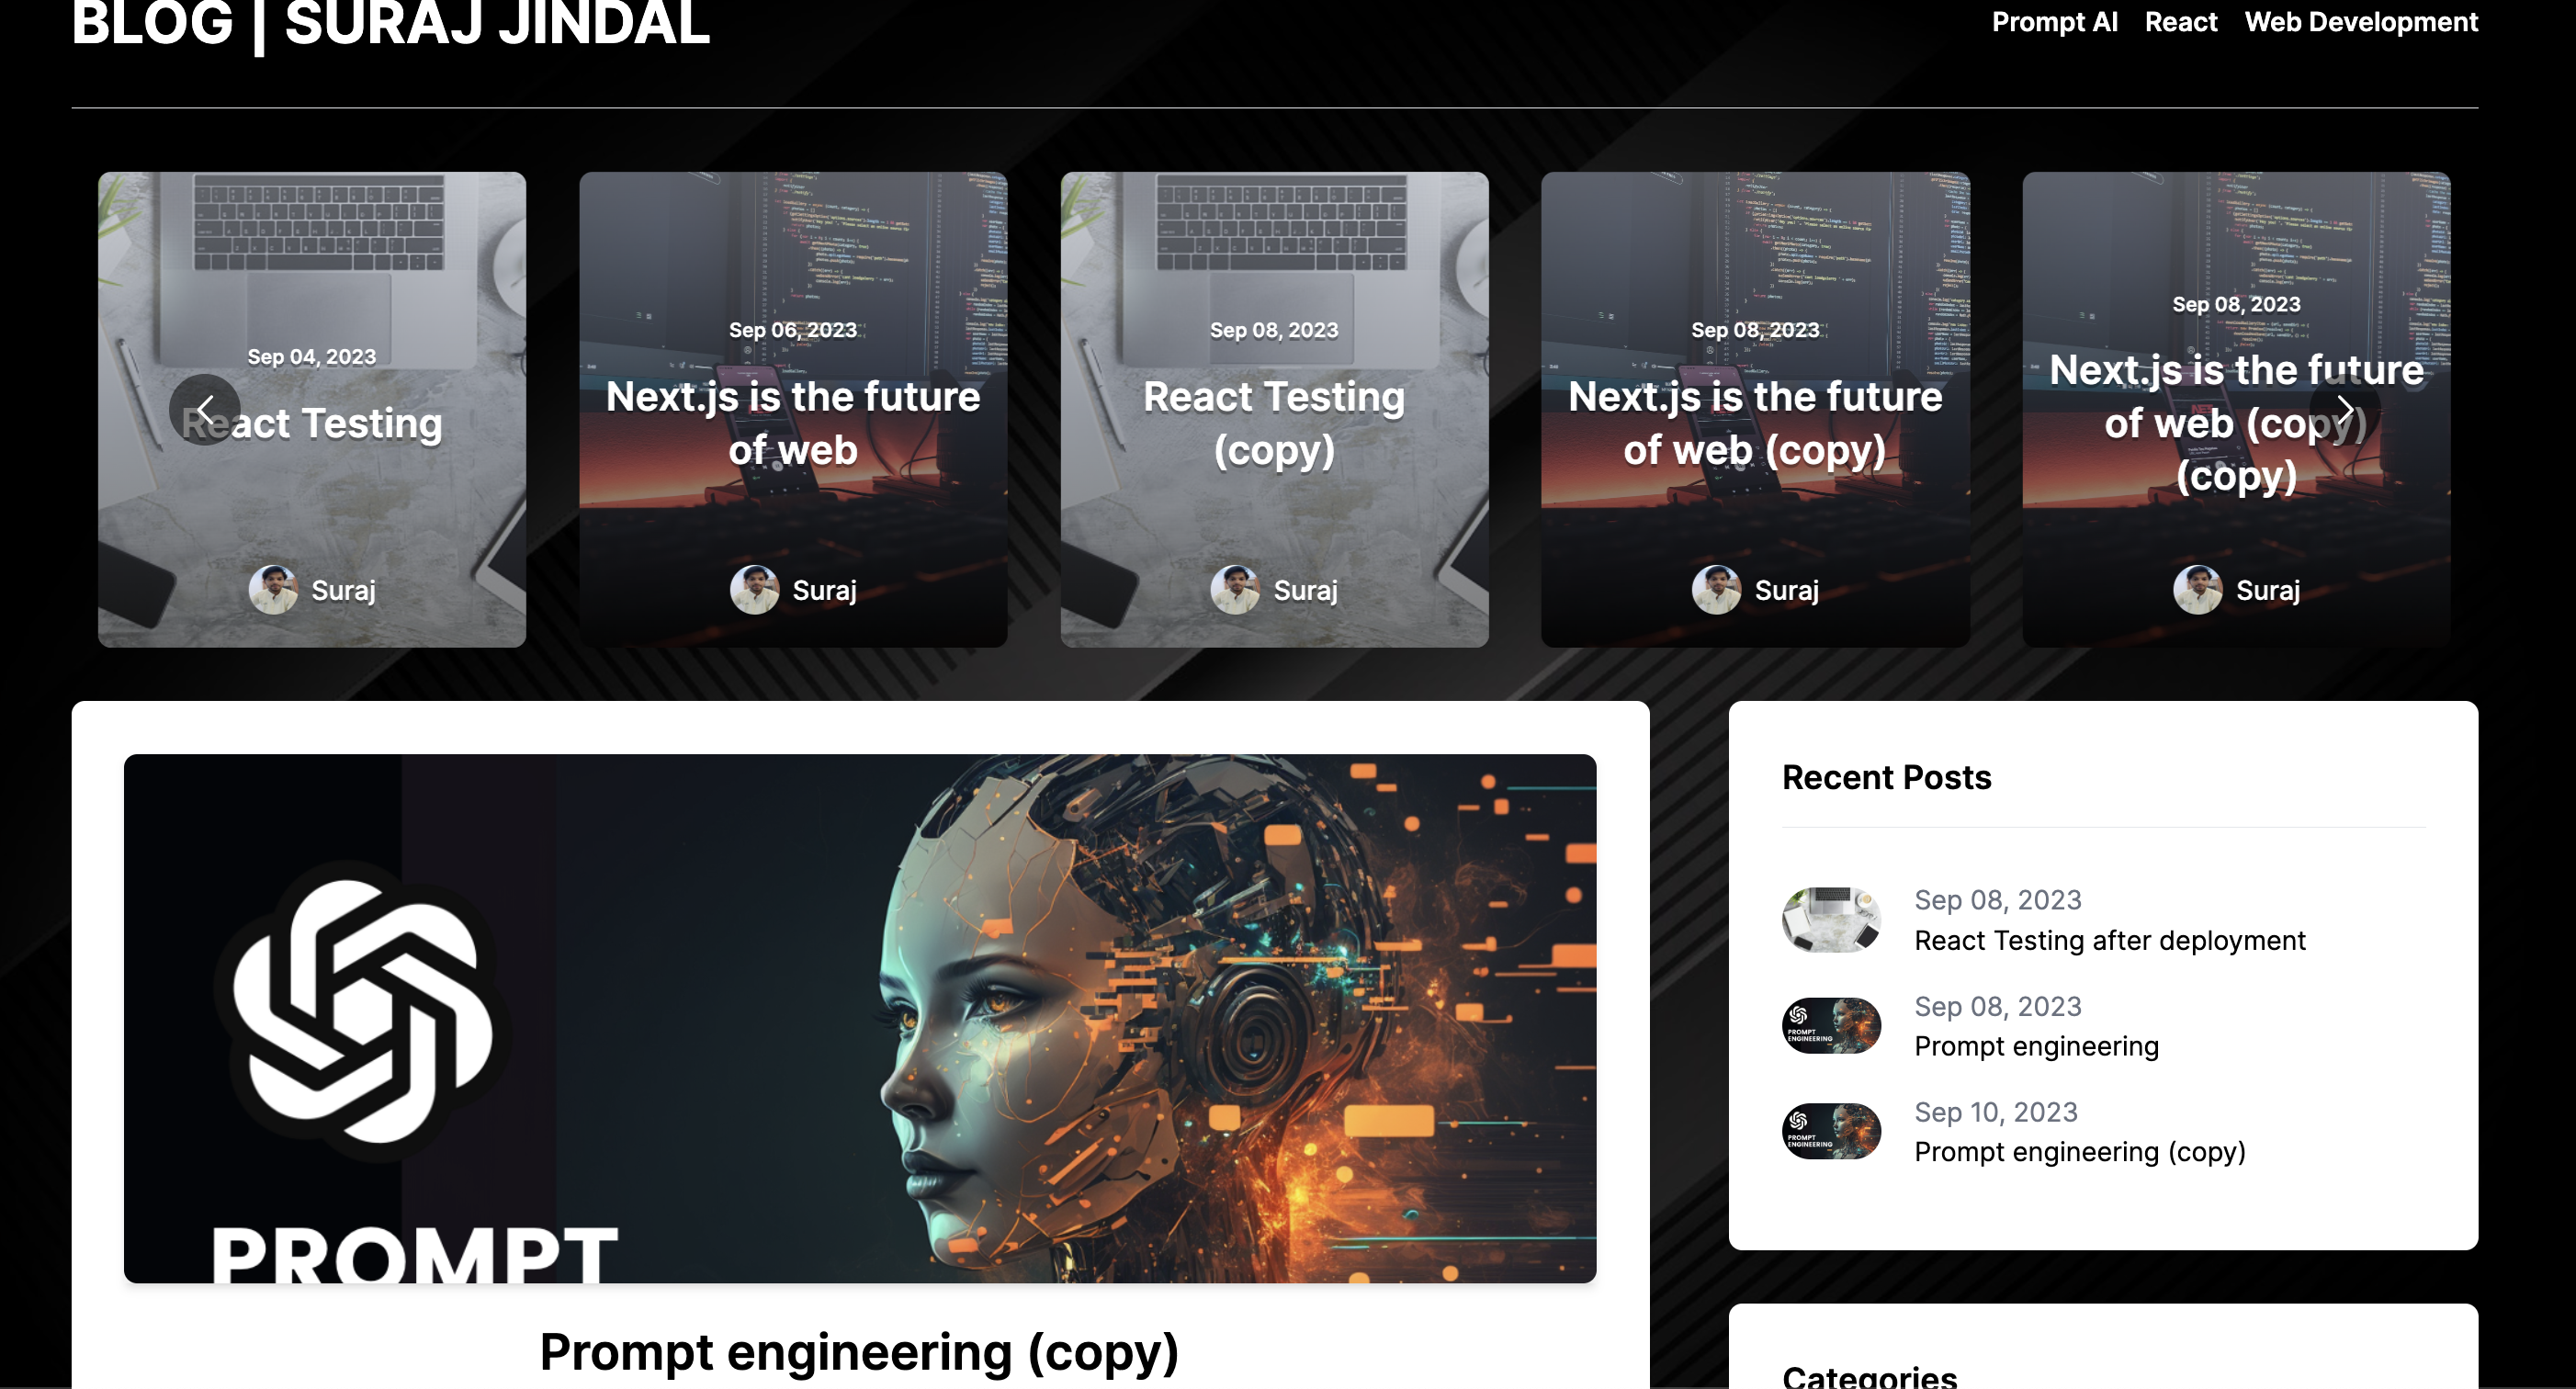 BLOG | SURAJ JINDAL
Prompt AI React Web Development
Sep 04, 2023
React Testing
Suraj
Sep 06, 2023
Next.js is the future
of web
Suraj
Sep 08, 2023
React Testing
(copy)
Suraj
Sep 08, 2023
Next.js is the future
of web (copy)
Suraj
Sep 08, 2023
Next.js is the future
of web (copy)
(copy)
Suraj
PROMPT
Prompt engineering (copy)
Recent Posts
Sep 08, 2023
React Testing after deployment
PROMPT
ENGINEERING
Sep 08, 2023
Prompt engineering
PROMPT
ENGINEERING
Sep 10, 2023
Prompt engineering (copy)
Categories